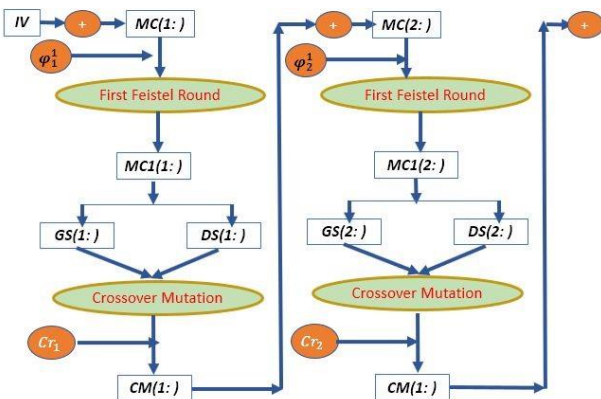 IV
+
MC(1: )
φ₁¹
First Feistel Round
MC1(1: )
GS(1: )
DS(1: )
Crossover Mutation
Cr₁
CM(1: )
+
MC(2: )
φ₂¹
First Feistel Round
MC1(2: )
GS(2: )
DS(2: )
Crossover Mutation
Cr₂
CM(1: )
+